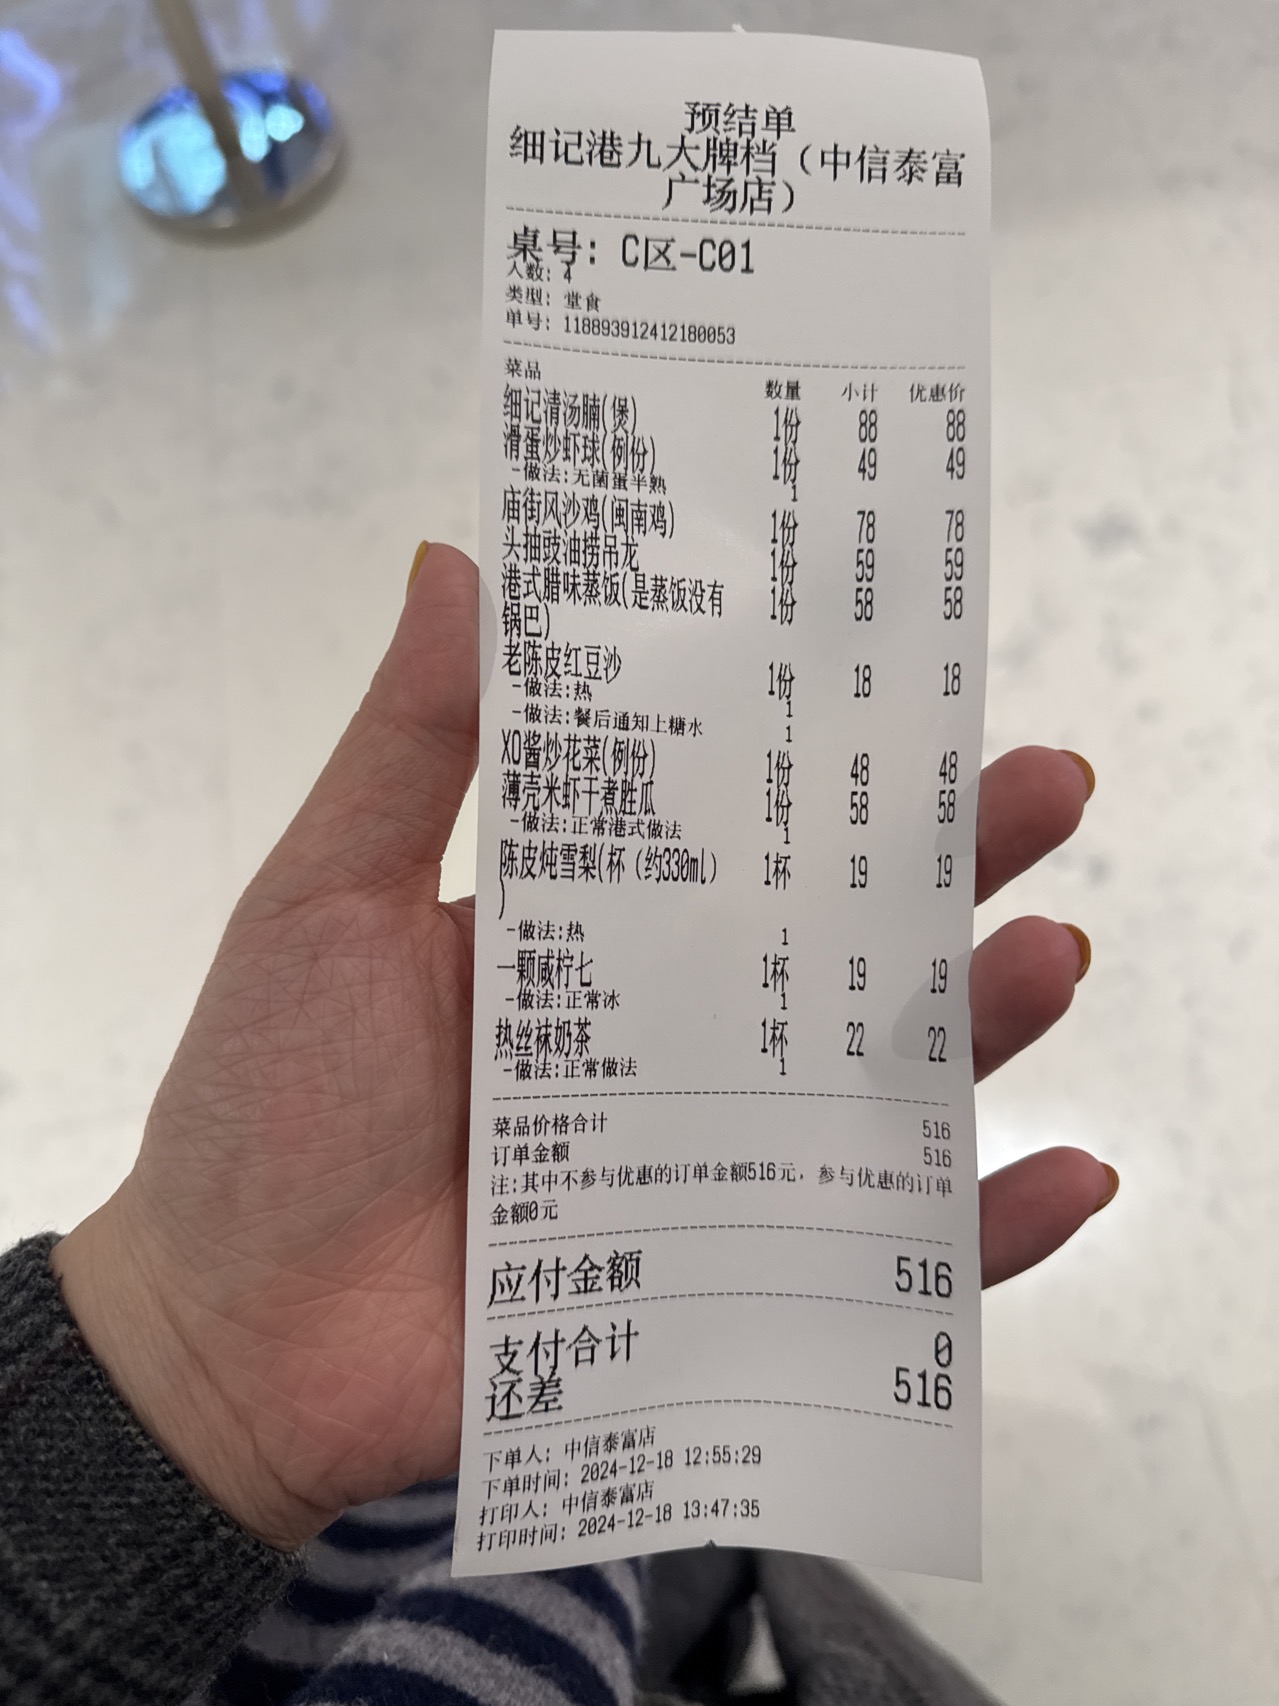 预结单
细记港九大牌档（中信泰富
广场店）
桌号：C区-C01
人数：4
类型：堂食
单号：118893912412180053
菜品 数量 小计 优惠价
细记清汤腩(煲) 1份 88 88
滑蛋炒虾球(例份) 1份 49 49
-做法:无菌蛋半熟 1
庙街风沙鸡(闽南鸡) 1份 78 78
头抽豉油捞吊龙 1份 59 59
港式腊味蒸饭(是蒸饭没有 1份 58 58
锅巴)
老陈皮红豆沙 1份 18 18
-做法:热 1
-做法:餐后通知上糖水 1
XO酱炒花菜(例份) 1份 48 48
薄壳米虾干煮胜瓜 1份 58 58
-做法:正常港式做法 1
陈皮炖雪梨(杯（约330ml） 1杯 19 19
)
-做法:热 1
一颗咸柠七 1杯 19 19
-做法:正常冰 1
热丝袜奶茶 1杯 22 22
-做法:正常做法 1
菜品价格合计 516
订单金额 516
注:其中不参与优惠的订单金额516元，参与优惠的订单
金额0元
应付金额 516
支付合计 0
还差 516
下单人：中信泰富店
下单时间：2024-12-18 12:55:29
打印人：中信泰富店
打印时间：2024-12-18 13:47:35